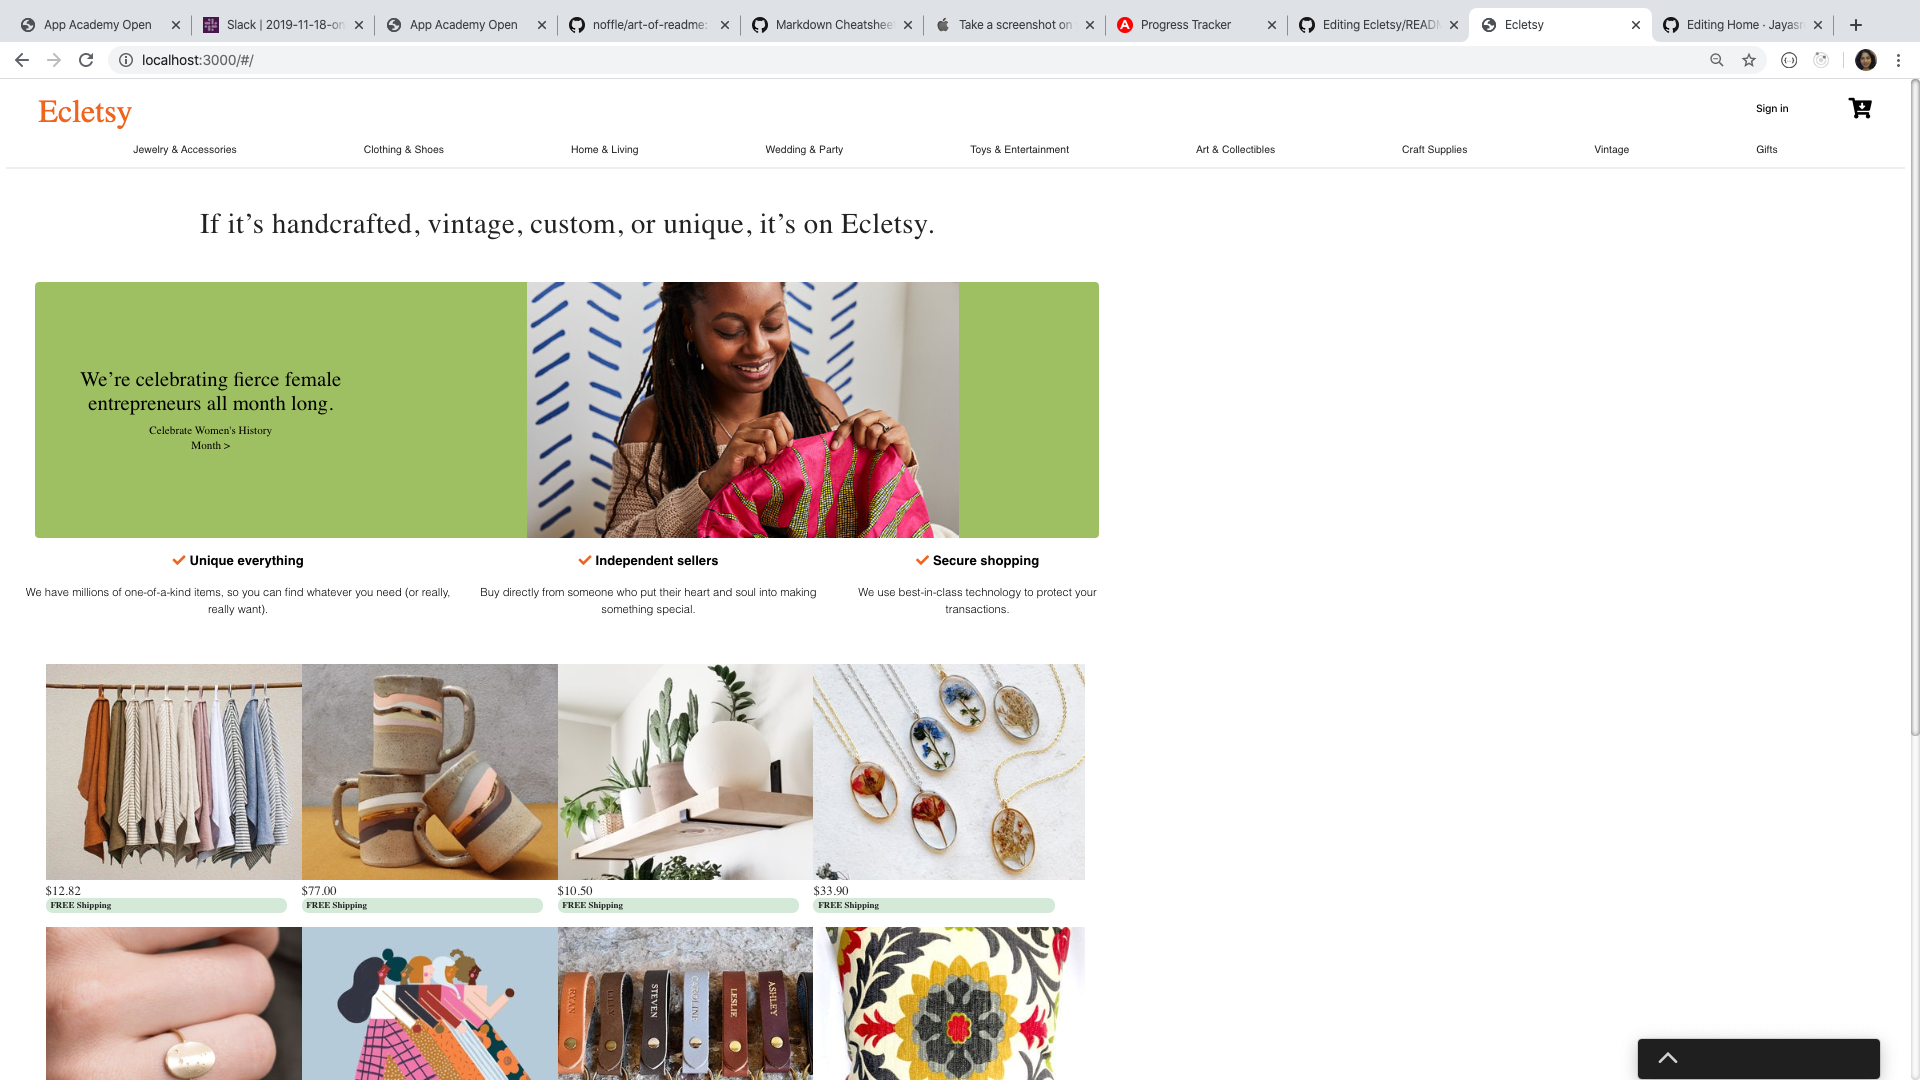 App Academy Open
Slack | 2019-11-18-on
App Academy Open
noffle/art-of-readme:
Markdown Cheatshee
Take a screenshot on
Progress Tracker
Editing Ecletsy/READ
Ecletsy
Editing Home · Jayas
localhost:3000/#/
Ecletsy
Sign in
Jewelry & Accessories
Clothing & Shoes
Home & Living
Wedding & Party
Toys & Entertainment
Art & Collectibles
Craft Supplies
Vintage
Gifts
If it’s handcrafted, vintage, custom, or unique, it’s on Ecletsy.
We’re celebrating fierce female
entrepreneurs all month long.
Celebrate Women's History
Month >
Unique everything
We have millions of one-of-a-kind items, so you can find whatever you need (or really,
really want).
Independent sellers
Buy directly from someone who put their heart and soul into making
something special.
Secure shopping
We use best-in-class technology to protect your
transactions.
$12.82
FREE Shipping
$77.00
FREE Shipping
$10.50
FREE Shipping
$33.90
FREE Shipping
RYAN
STEVEN
CAROLINE
LESLIE
ASHLEY